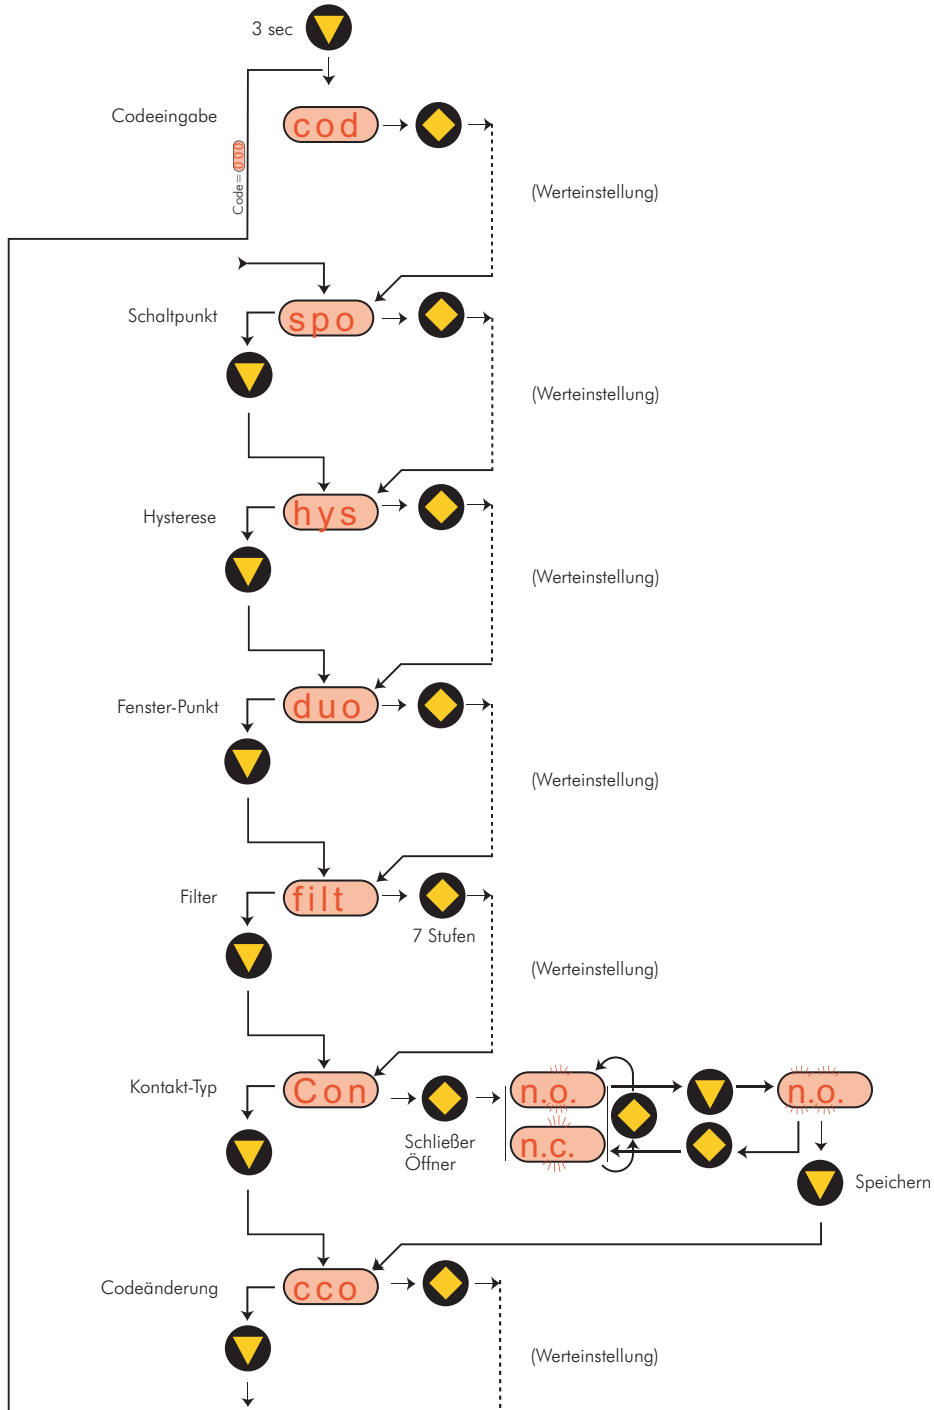 3 sec
Codeeingabe
cod
Code= 000
(Werteinstellung)
Schaltpunkt
spo
(Werteinstellung)
Hysterese
hys
(Werteinstellung)
Fenster-Punkt
duo
(Werteinstellung)
Filter
filt
7 Stufen
(Werteinstellung)
Kontakt-Typ
Con
n.o.
n.o.
Schließer
Öffner
n.c.
Speichern
Codeänderung
cco
(Werteinstellung)